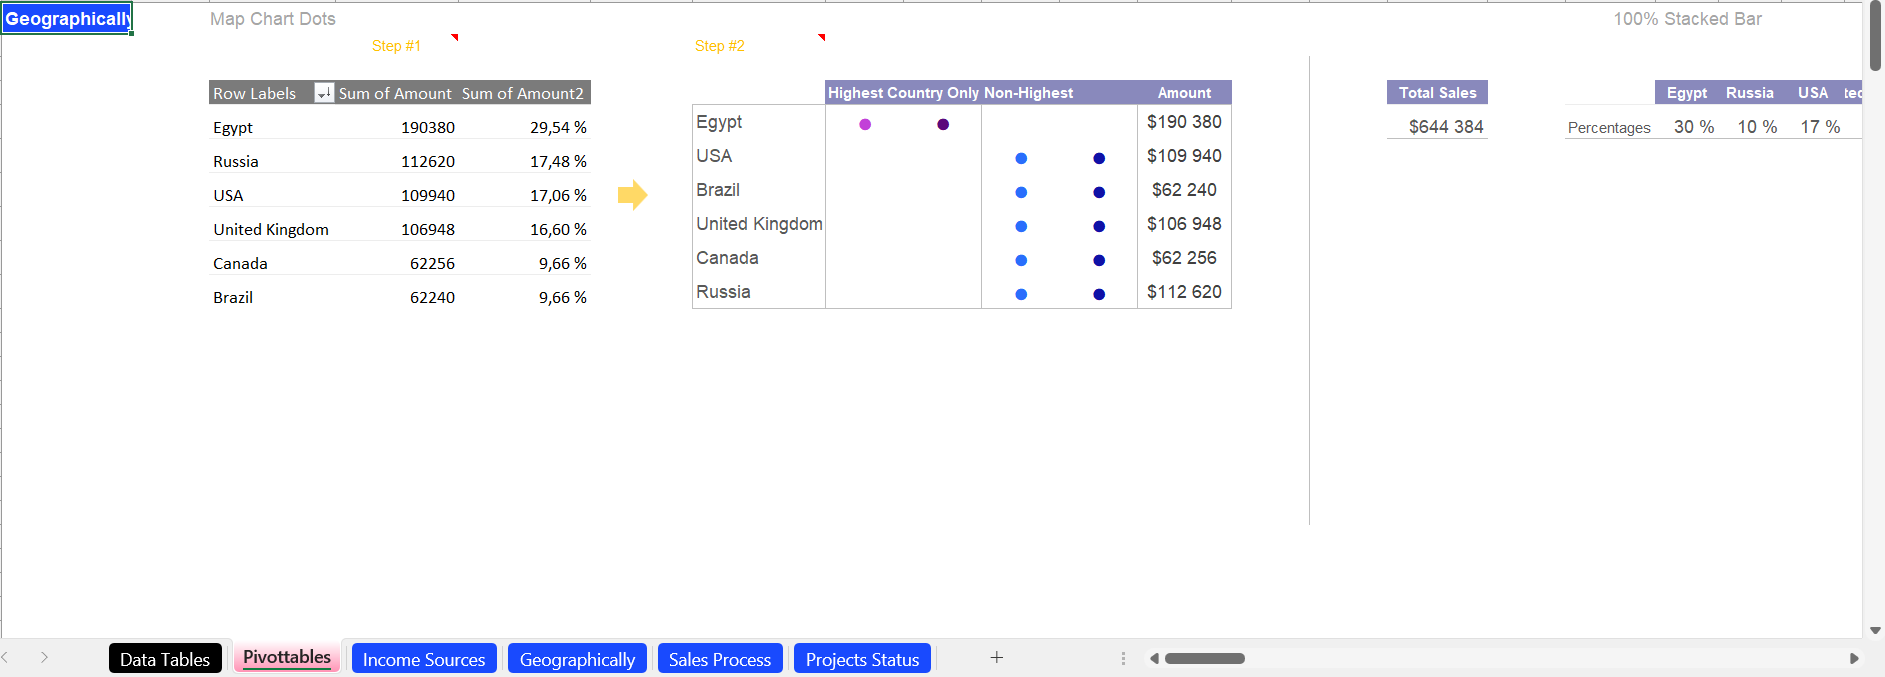 Geographically Map Chart Dots 100% Stacked Bar
Step #1 Step #2
Row Labels Sum of Amount Sum of Amount2
Egypt 190380 29,54 %
Russia 112620 17,48 %
USA 109940 17,06 %
United Kingdom 106948 16,60 %
Canada 62256 9,66 %
Brazil 62240 9,66 %
Highest Country Only Non-Highest Amount
Egypt $190 380
USA $109 940
Brazil $62 240
United Kingdom $106 948
Canada $62 256
Russia $112 620
Total Sales
$644 384
Egypt Russia USA
Percentages 30 % 10 % 17 %
Data Tables Pivottables Income Sources Geographically Sales Process Projects Status